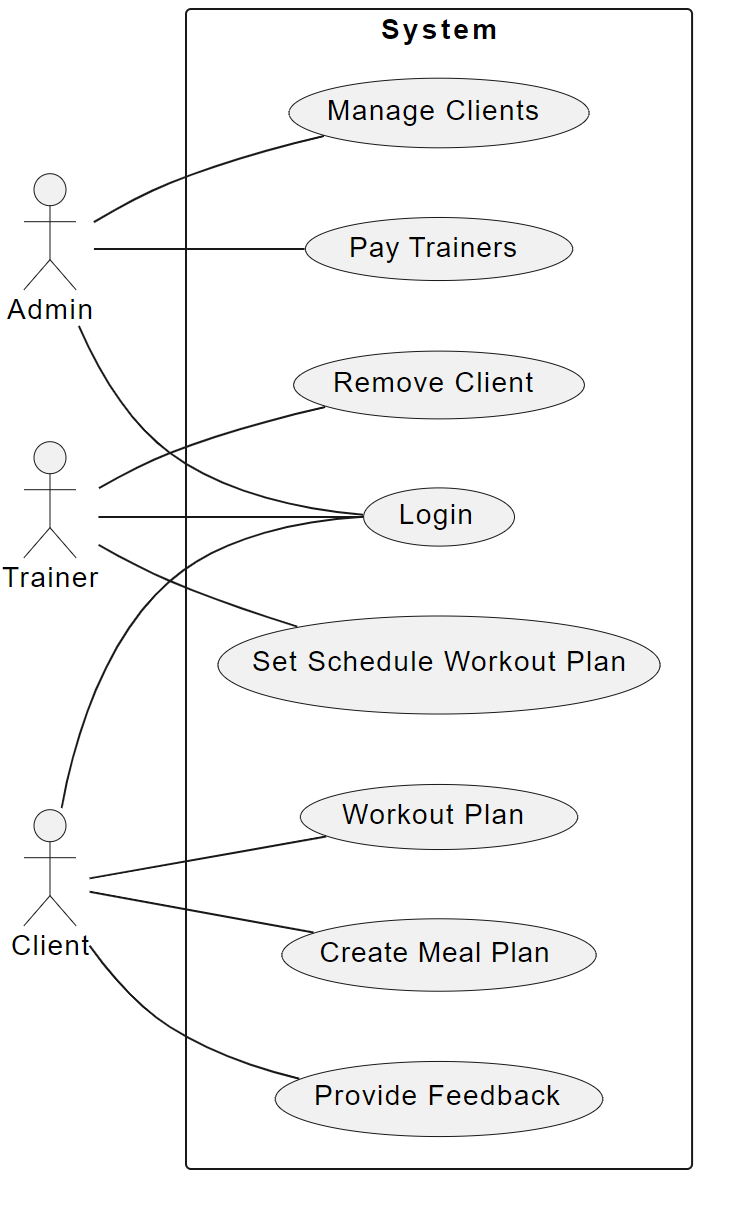 System
Manage Clients
Pay Trainers
Admin
Remove Client
Login
Trainer
Set Schedule Workout Plan
Workout Plan
Client
Create Meal Plan
Provide Feedback